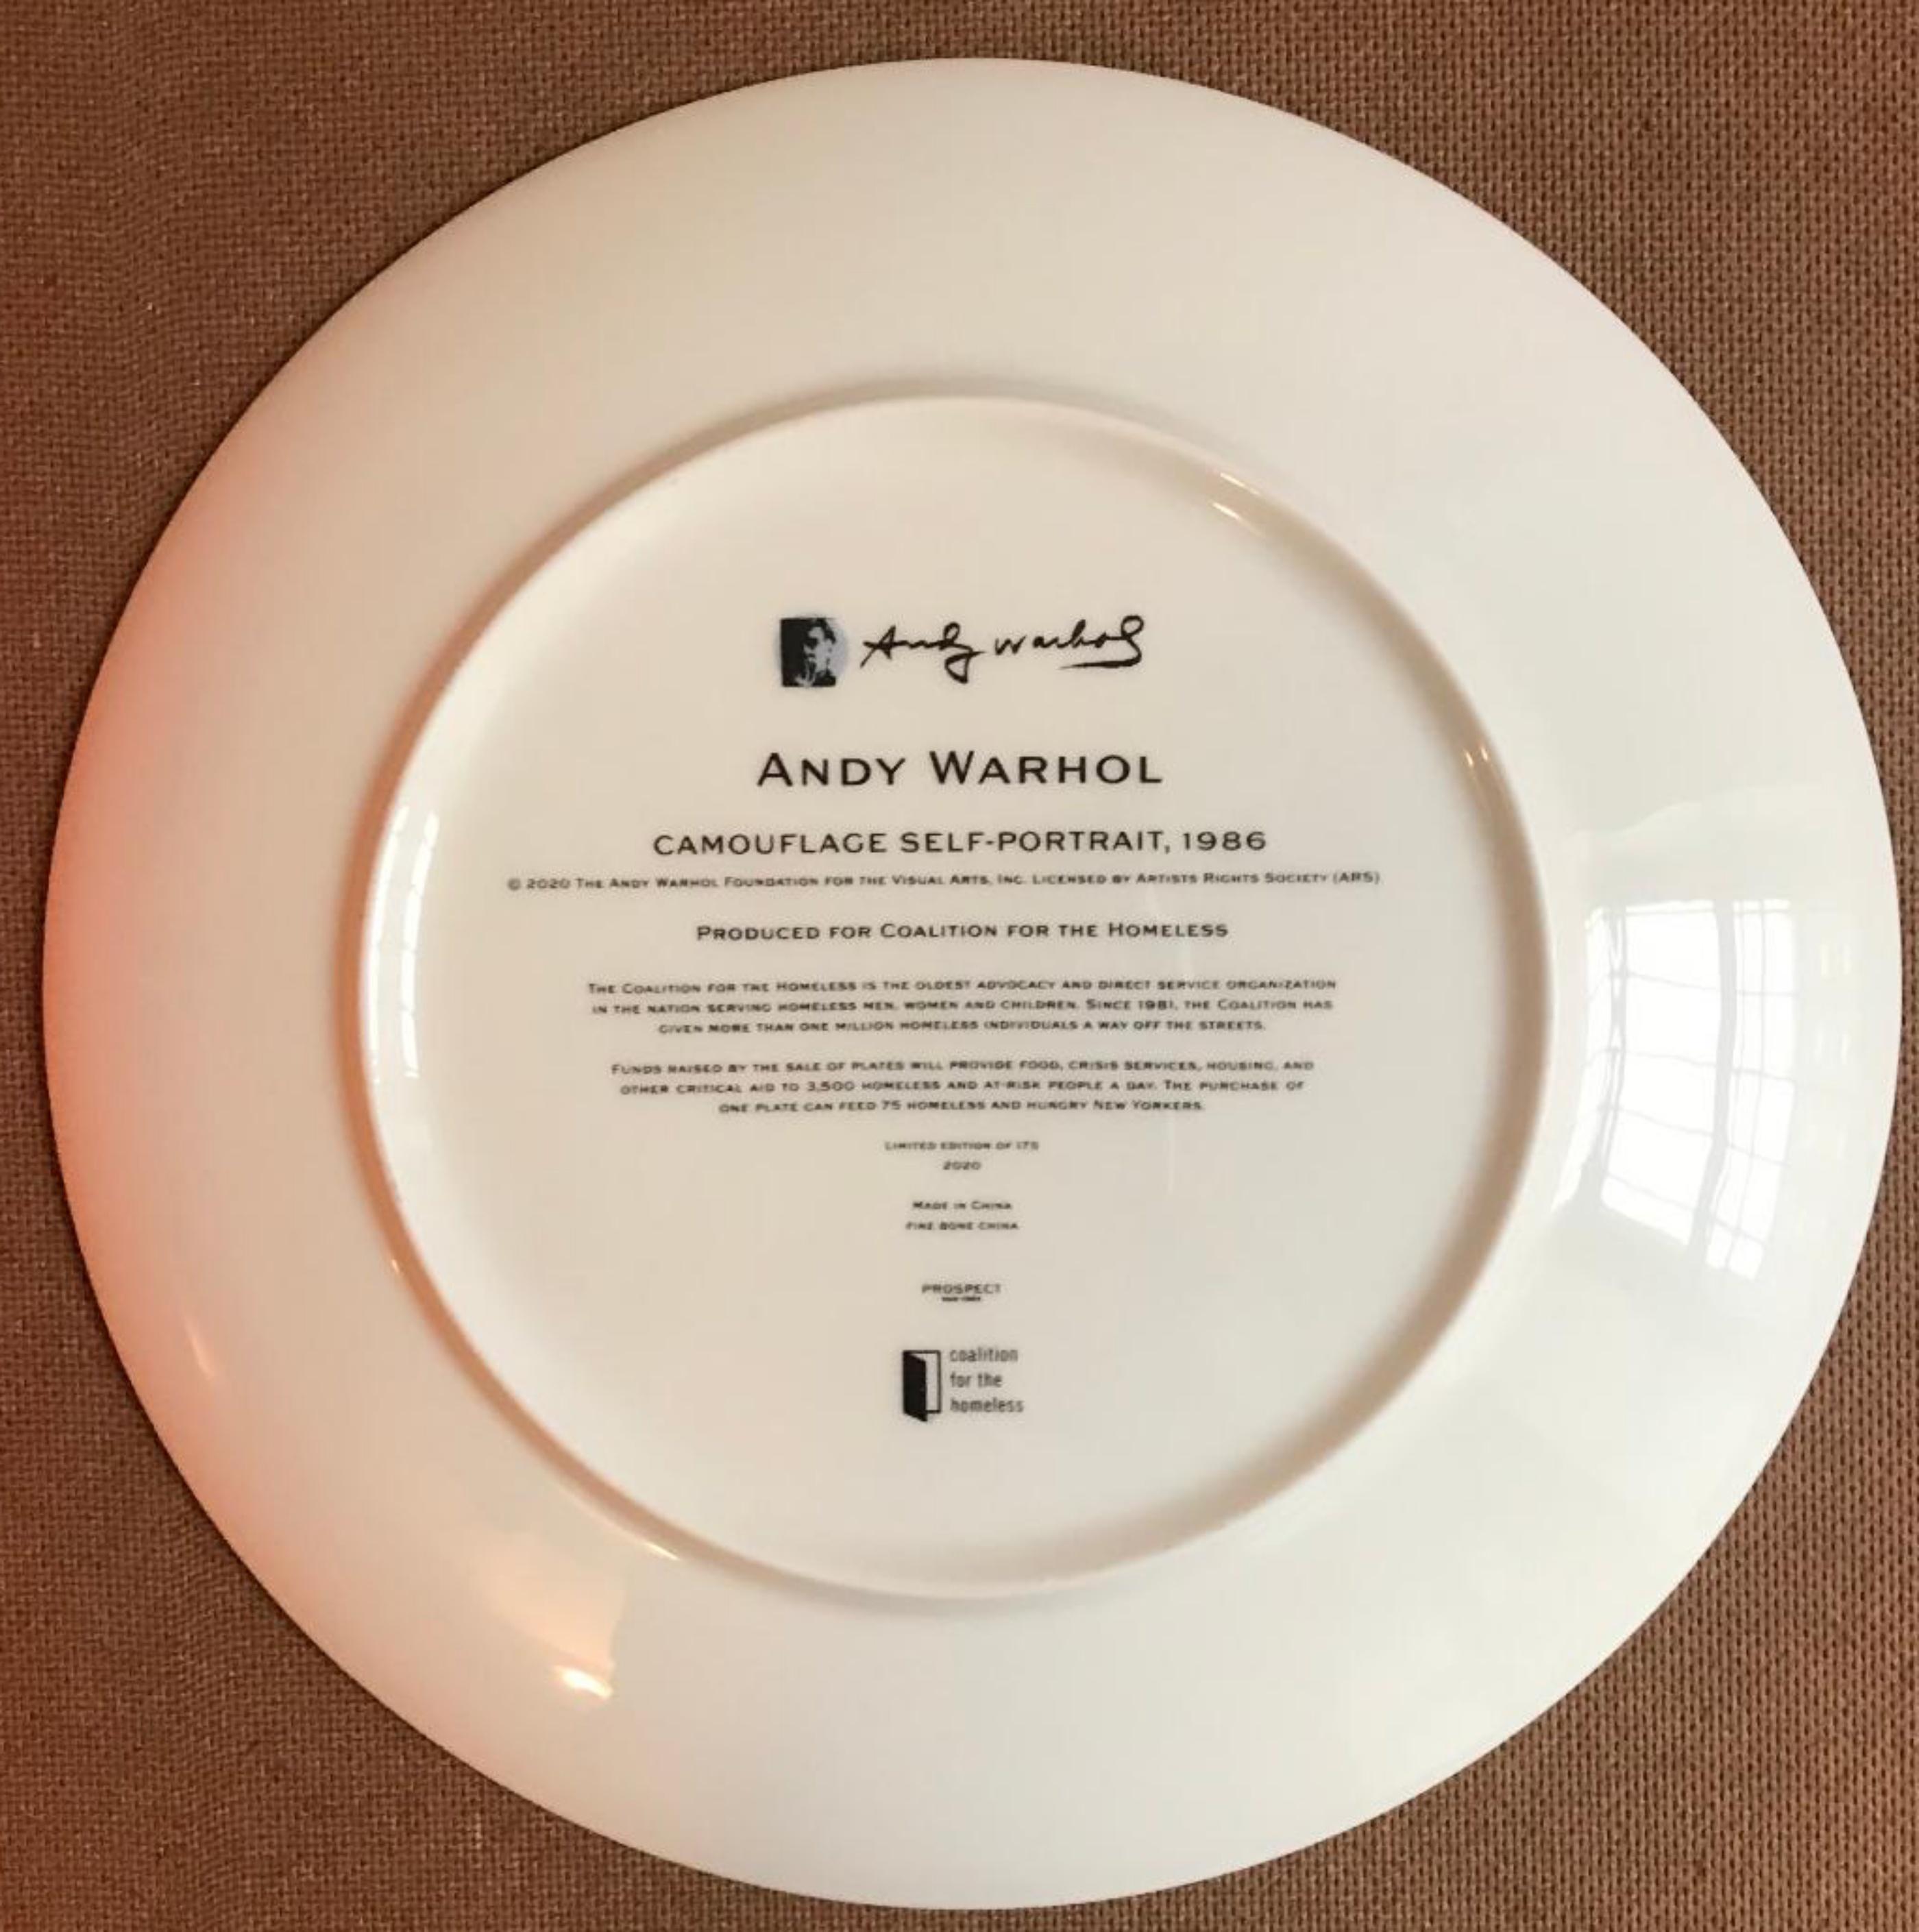 Andy Warhol
ANDY WARHOL
CAMOUFLAGE SELF-PORTRAIT, 1986
© 2020 THE ANDY WARHOL FOUNDATION FOR THE VISUAL ARTS, INC. LICENSED BY ARTISTS RIGHTS SOCIETY (ARS)
PRODUCED FOR COALITION FOR THE HOMELESS
THE COALITION FOR THE HOMELESS IS THE OLDEST ADVOCACY AND DIRECT SERVICE ORGANIZATION
IN THE NATION SERVING HOMELESS MEN, WOMEN AND CHILDREN. SINCE 1981, THE COALITION HAS
GIVEN MORE THAN ONE MILLION HOMELESS INDIVIDUALS A WAY OFF THE STREETS.
FUNDS RAISED BY THE SALE OF PLATES WILL PROVIDE FOOD, CRISIS SERVICES, HOUSING, AND
OTHER CRITICAL AID TO 3,500 HOMELESS AND AT-RISK PEOPLE A DAY. THE PURCHASE OF
ONE PLATE CAN FEED 75 HOMELESS AND HUNGRY NEW YORKERS.
LIMITED EDITION OF 175
2020
MADE IN CHINA
FINE BONE CHINA
PROSPECT
coalition
for the
homeless